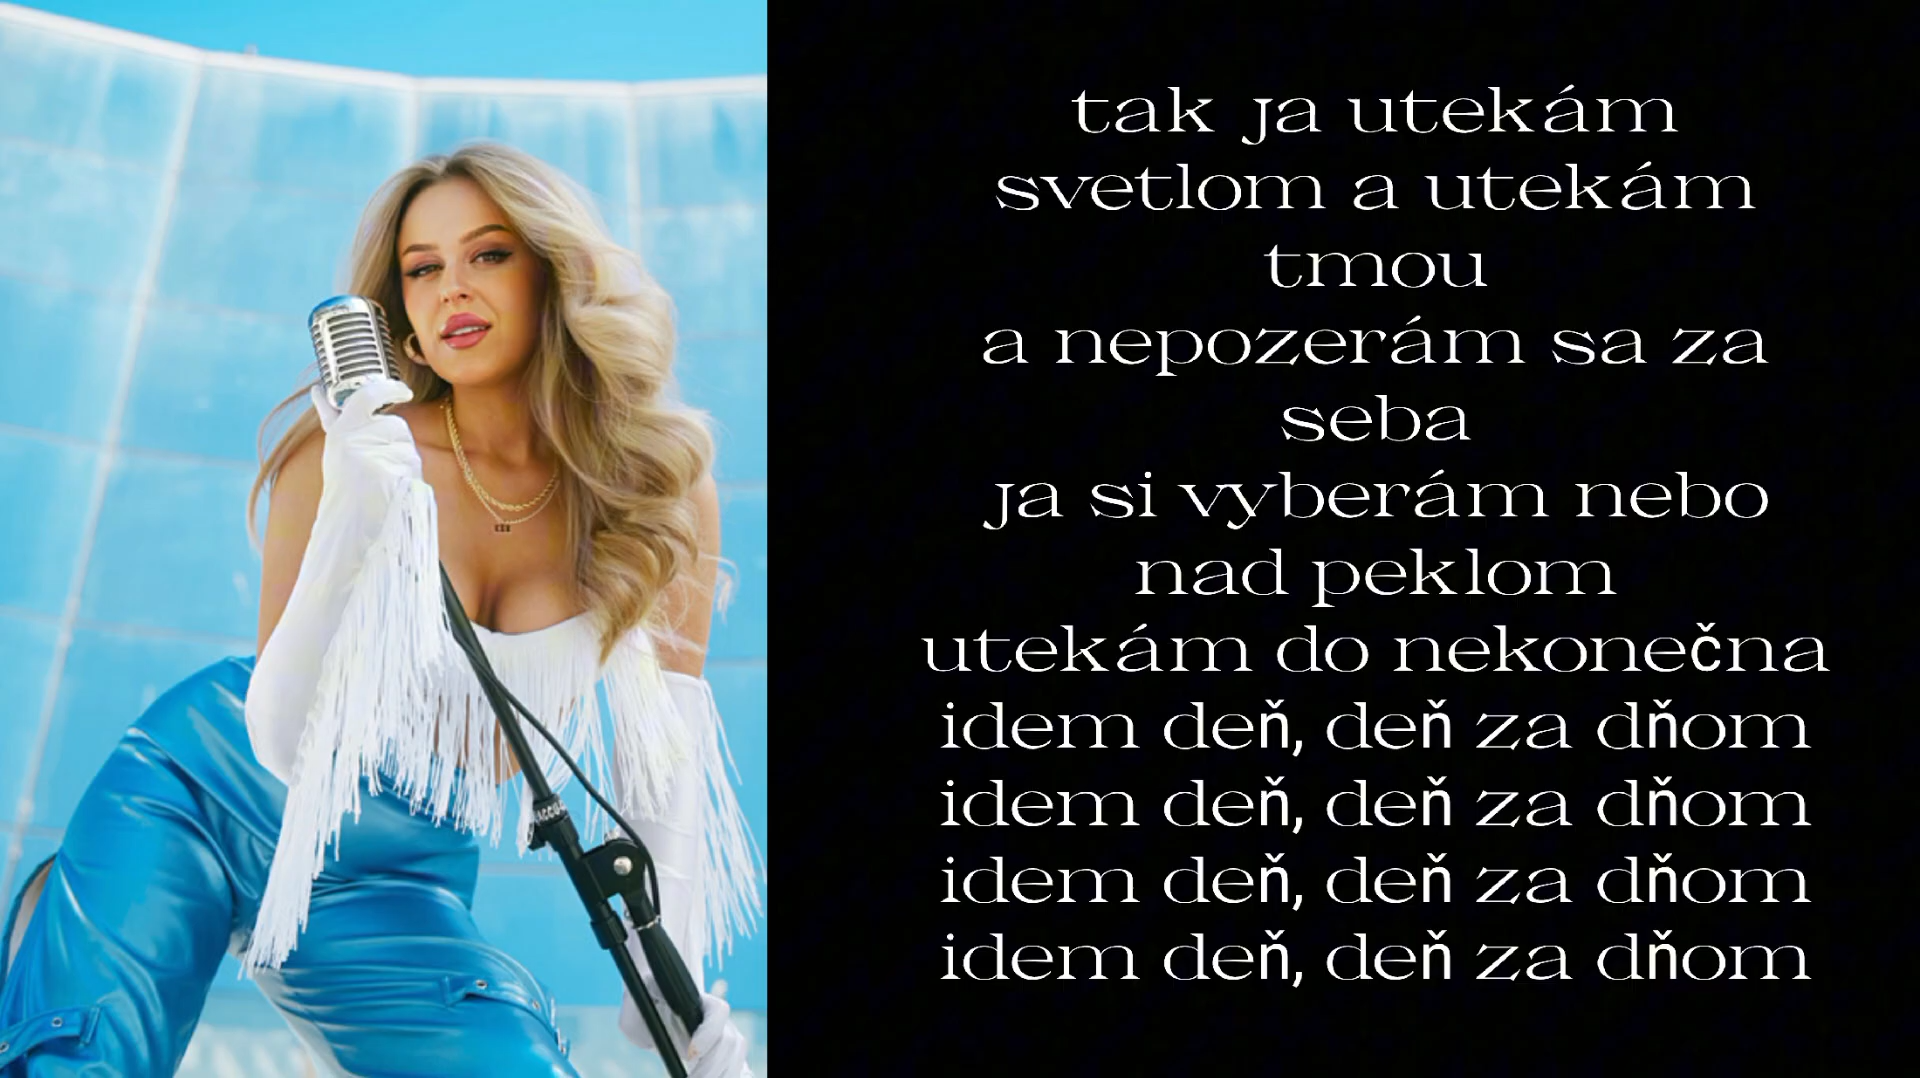 tak ja utekám
svetlom a utekám
tmou
a nepozerám sa za
seba
ja si vyberám nebo
nad peklom
utekám do nekonečna
idem deň, deň za dňom
idem deň, deň za dňom
idem deň, deň za dňom
idem deň, deň za dňom